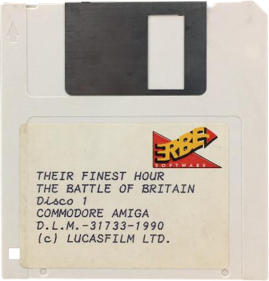 ERBE
SOFTWARE
THEIR FINEST HOUR
THE BATTLE OF BRITAIN
Disco 1
COMMODORE AMIGA
D.L.M.-31733-1990
(c) LUCASFILM LTD.